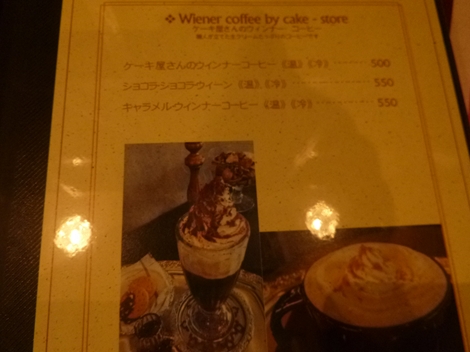 ❖ Wiener coffee by cake - store
ケーキ屋さんのウィンナー コーヒー
ケーキ屋さんのウィンナーコーヒー 《温》《冷》 ………… 500
ショコラ・ショコラウィーン 《温》《冷》 ………… 550
キャラメルウィンナーコーヒー 《温》《冷》 ………… 550